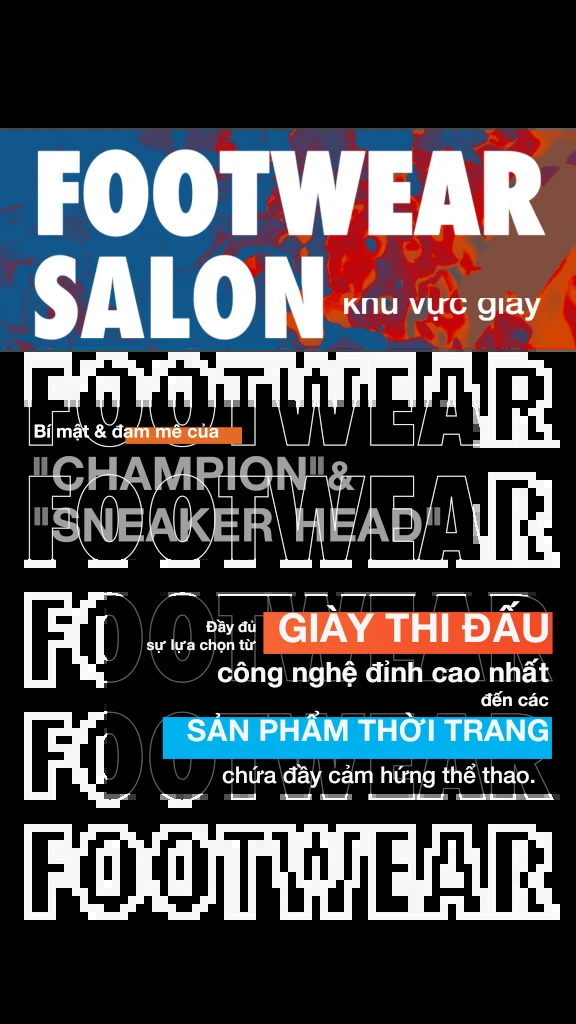 FOOTWEAR
SALON
khu vực giày
FOOTWEAR
Bí mật & đam mê của
"CHAMPION"&
FOOTWEAR
"SNEAKER HEAD"
FOOTWEAR
Đầy đủ
sự lựa chọn từ
GIÀY THI ĐẤU
công nghệ đỉnh cao nhất
đến các
FOOTWEAR
SẢN PHẨM THỜI TRANG
chứa đầy cảm hứng thể thao.
FOOTWEAR